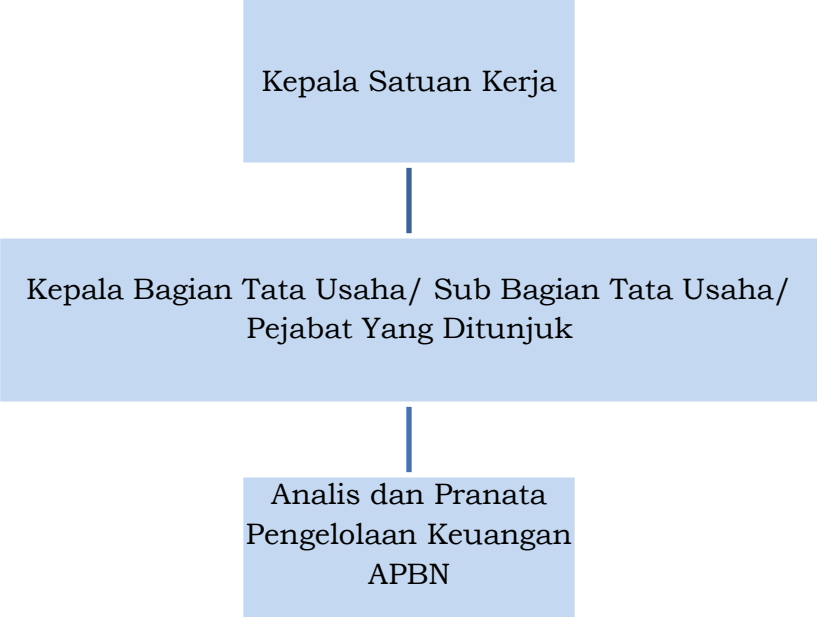 Kepala Satuan Kerja
Kepala Bagian Tata Usaha/ Sub Bagian Tata Usaha/
Pejabat Yang Ditunjuk
Analis dan Pranata
Pengelolaan Keuangan
APBN